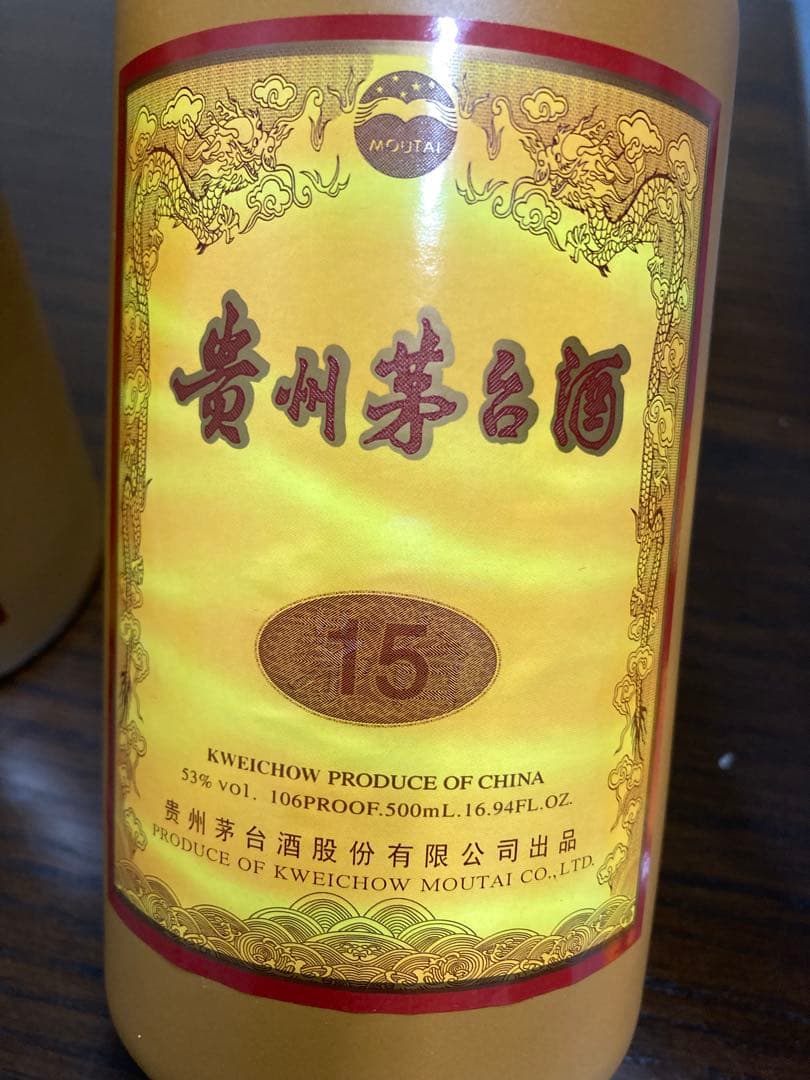 MOUTAI
贵州茅台酒
15
KWEICHOW PRODUCE OF CHINA
53% vol. 106PROOF.500mL.16.94FL.OZ.
贵州茅台酒股份有限公司出品
PRODUCE OF KWEICHOW MOUTAI CO.,LTD.